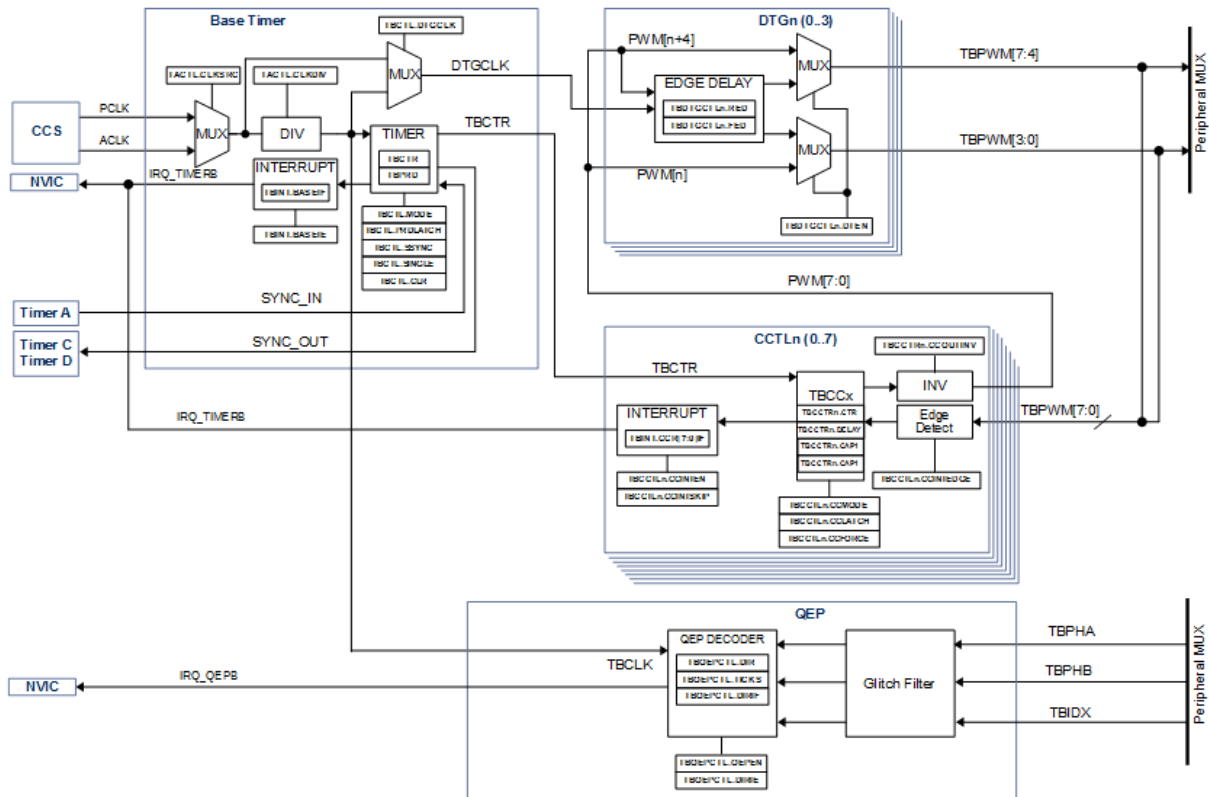 Base Timer
TBCTL.DTGCLK
TACTL.CLKSRC
TACTL.CLKDIV
MUX
DTGCLK
CCS
PCLK
ACLK
MUX
DIV
TIMER
TBCTR
TBPRD
TBCTR
NVIC
IRQ_TIMERB
INTERRUPT
TBINT.BASEIF
TBINT.BASEIE
TBCTL.MODE
TBCTL.PRDLATCH
TBCTL.SSYNC
TBCTL.SINGLE
TBCTL.CLR
Timer A
SYNC_IN
Timer C
Timer D
SYNC_OUT
DTGn (0..3)
PWM[n+4]
MUX
TBPWM[7:4]
EDGE DELAY
TBDTGCTLn.RED
TBDTGCTLn.FED
MUX
TBPWM[3:0]
PWM[n]
TBDTGCTLn.DTEN
Peripheral MUX
PWM[7:0]
CCTLn (0..7)
TBCCTRn.CCOUTINV
TBCTR
TBCCx
INV
TBCCTRn.CTR
TBCCTRn.DELAY
TBCCTRn.CAP1
TBCCTRn.CAP1
Edge
Detect
TBPWM[7:0]
IRQ_TIMERB
INTERRUPT
TBINT.CCR[7:0]IF
TBCCTLn.CCINTEN
TBCCTLn.CCINTSKIP
TBCCTLn.CCINTEDGE
TBCCTLn.CCMODE
TBCCTLn.CCLATCH
TBCCTLn.CCFORCE
QEP
QEP DECODER
TBQEPCTL.DIR
TBQEPCTL.TICKS
TBQEPCTL.DIRIF
TBQEPCTL.QEPEN
TBQEPCTL.DIRIE
TBCLK
Glitch Filter
TBPHA
TBPHB
TBIDX
Peripheral MUX
NVIC
IRQ_QEPB